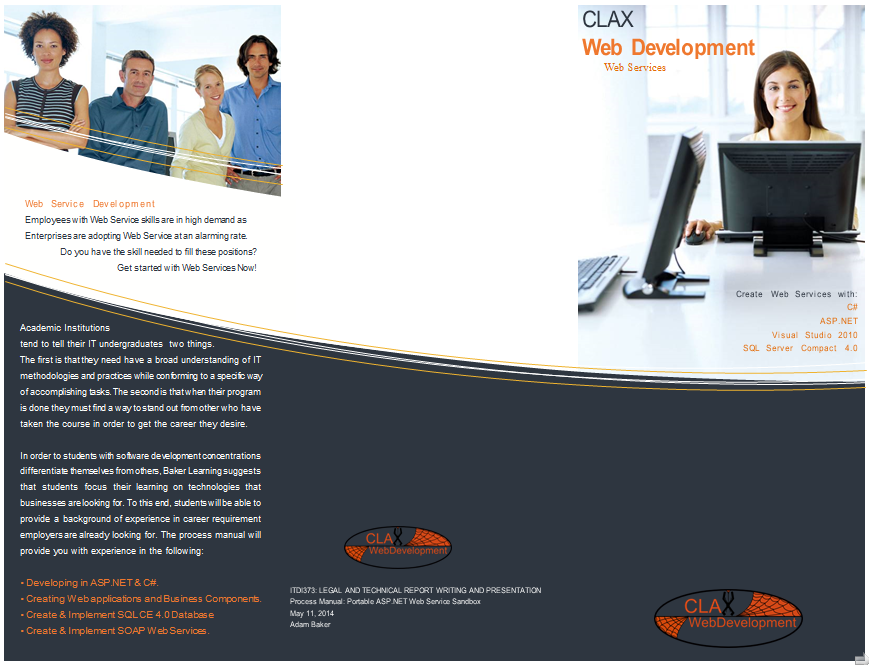 Web Service Development
Employees with Web Service skills are in high demand as
Enterprises are adopting Web Service at an alarming rate.
Do you have the skill needed to fill these positions?
Get started with Web Services Now!
Academic Institutions
tend to tell their IT undergraduates two things.
The first is that they need have a broad understanding of IT
methodologies and practices while conforming to a specific way
of accomplishing tasks. The second is that when their program
is done they must find a way to stand out from other who have
taken the course in order to get the career they desire.
In order to students with software development concentrations
differentiate themselves from others, Baker Learning suggests
that students focus their learning on technologies that
businesses are looking for. To this end, students will be able to
provide a background of experience in career requirement
employers are already looking for. The process manual will
provide you with experience in the following:
• Developing in ASP.NET & C#.
• Creating Web applications and Business Components.
• Create & Implement SQL CE 4.0 Database
• Create & Implement SOAP Web Services.
CLAX
WebDevelopment
ITDI373: LEGAL AND TECHNICAL REPORT WRITING AND PRESENTATION
Process Manual: Portable ASP.NET Web Service Sandbox
May 11, 2014
Adam Baker
CLAX
Web Development
Web Services
Create Web Services with:
C#
ASP.NET
Visual Studio 2010
SQL Server Compact 4.0
CLAX
WebDevelopment